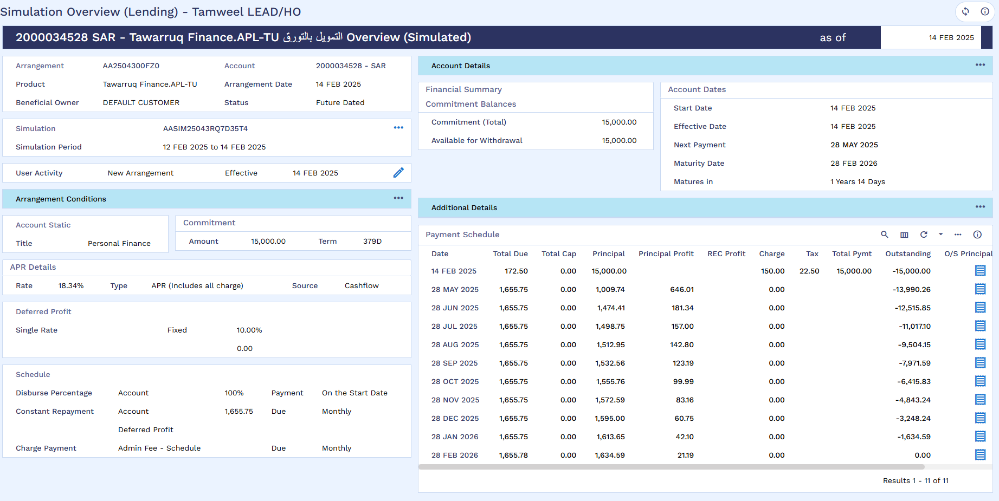 Simulation Overview (Lending) - Tamweel LEAD/HO
2000034528 SAR - Tawarruq Finance.APL-TU التمويل بالتورق Overview (Simulated) as of 14 FEB 2025
Arrangement AA2504300FZ0 Account 2000034528 - SAR
Product Tawarruq Finance.APL-TU Arrangement Date 14 FEB 2025
Beneficial Owner DEFAULT CUSTOMER Status Future Dated
Simulation AASIM25043RQ7D35T4
Simulation Period 12 FEB 2025 to 14 FEB 2025
User Activity New Arrangement Effective 14 FEB 2025
Arrangement Conditions
Account Static
Title Personal Finance
Commitment
Amount 15,000.00 Term 379D
APR Details
Rate 18.34% Type APR (Includes all charge) Source Cashflow
Deferred Profit
Single Rate Fixed 10.00%
0.00
Schedule
Disburse Percentage Account 100% Payment On the Start Date
Constant Repayment Account 1,655.75 Due Monthly
Deferred Profit
Charge Payment Admin Fee - Schedule Due Monthly
Account Details
Financial Summary
Commitment Balances
Commitment (Total) 15,000.00
Available for Withdrawal 15,000.00
Account Dates
Start Date 14 FEB 2025
Effective Date 14 FEB 2025
Next Payment 28 MAY 2025
Maturity Date 28 FEB 2026
Matures in 1 Years 14 Days
Additional Details
Payment Schedule
Date Total Due Total Cap Principal Principal Profit REC Profit Charge Tax Total Pymt Outstanding O/S Principal
14 FEB 2025 172.50 0.00 15,000.00 150.00 22.50 15,000.00 -15,000.00
28 MAY 2025 1,655.75 0.00 1,009.74 646.01 0.00 -13,990.26
28 JUN 2025 1,655.75 0.00 1,474.41 181.34 0.00 -12,515.85
28 JUL 2025 1,655.75 0.00 1,498.75 157.00 0.00 -11,017.10
28 AUG 2025 1,655.75 0.00 1,512.95 142.80 0.00 -9,504.15
28 SEP 2025 1,655.75 0.00 1,532.56 123.19 0.00 -7,971.59
28 OCT 2025 1,655.75 0.00 1,555.76 99.99 0.00 -6,415.83
28 NOV 2025 1,655.75 0.00 1,572.59 83.16 0.00 -4,843.24
28 DEC 2025 1,655.75 0.00 1,595.00 60.75 0.00 -3,248.24
28 JAN 2026 1,655.75 0.00 1,613.65 42.10 0.00 -1,634.59
28 FEB 2026 1,655.78 0.00 1,634.59 21.19 0.00 0.00
Results 1 - 11 of 11